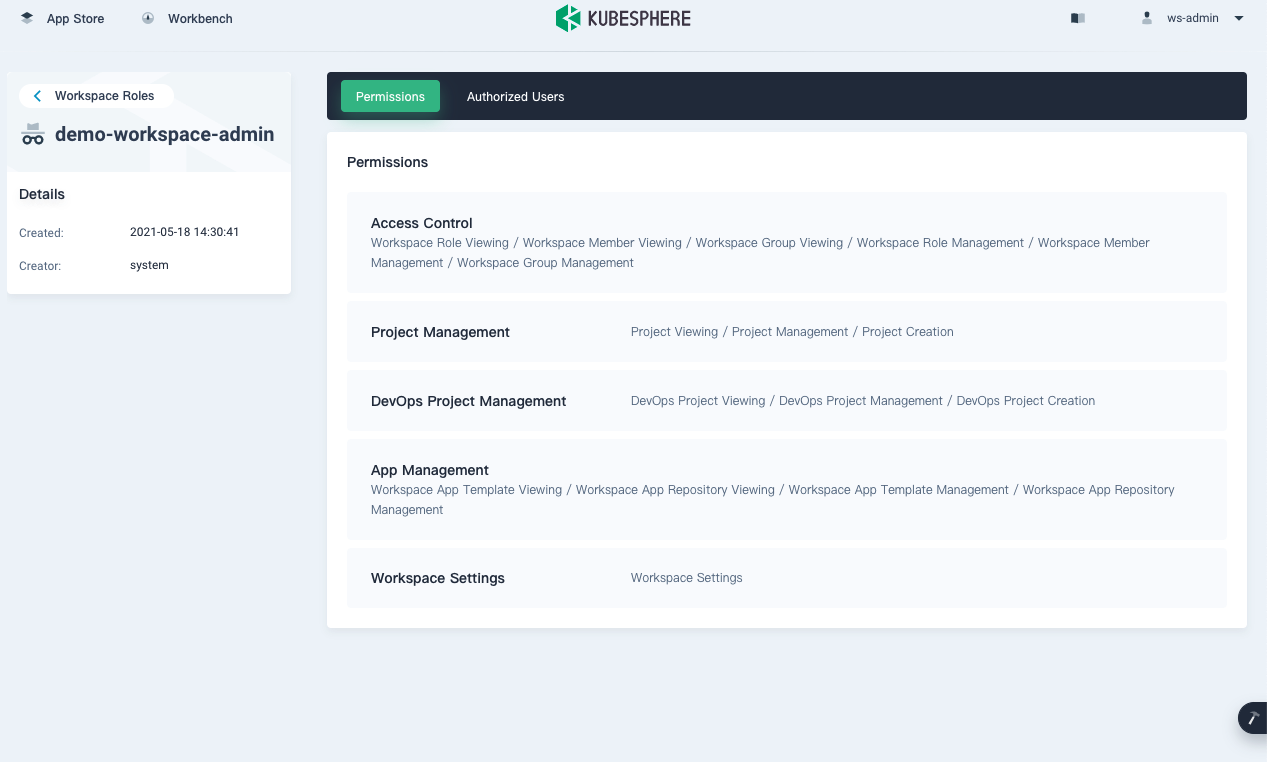 App Store
Workbench
KUBESPHERE
ws-admin
Workspace Roles
demo-workspace-admin
Details
Created: 2021-05-18 14:30:41
Creator: system
Permissions
Authorized Users
Permissions
Access Control
Workspace Role Viewing / Workspace Member Viewing / Workspace Group Viewing / Workspace Role Management / Workspace Member
Management / Workspace Group Management
Project Management
Project Viewing / Project Management / Project Creation
DevOps Project Management
DevOps Project Viewing / DevOps Project Management / DevOps Project Creation
App Management
Workspace App Template Viewing / Workspace App Repository Viewing / Workspace App Template Management / Workspace App Repository
Management
Workspace Settings
Workspace Settings